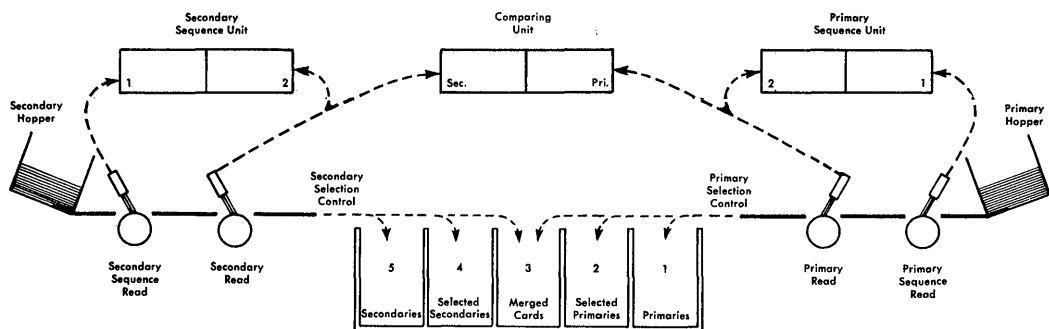 Secondary
Sequence Unit
Comparing
Unit
Primary
Sequence Unit
1
2
Sec.
Pri.
2
1
Secondary
Hopper
Primary
Hopper
Secondary
Selection
Control
Primary
Selection
Control
Secondary
Sequence
Read
Secondary
Read
5
4
3
2
1
Secondaries
Selected
Secondaries
Merged
Cards
Selected
Primaries
Primaries
Primary
Read
Primary
Sequence
Read